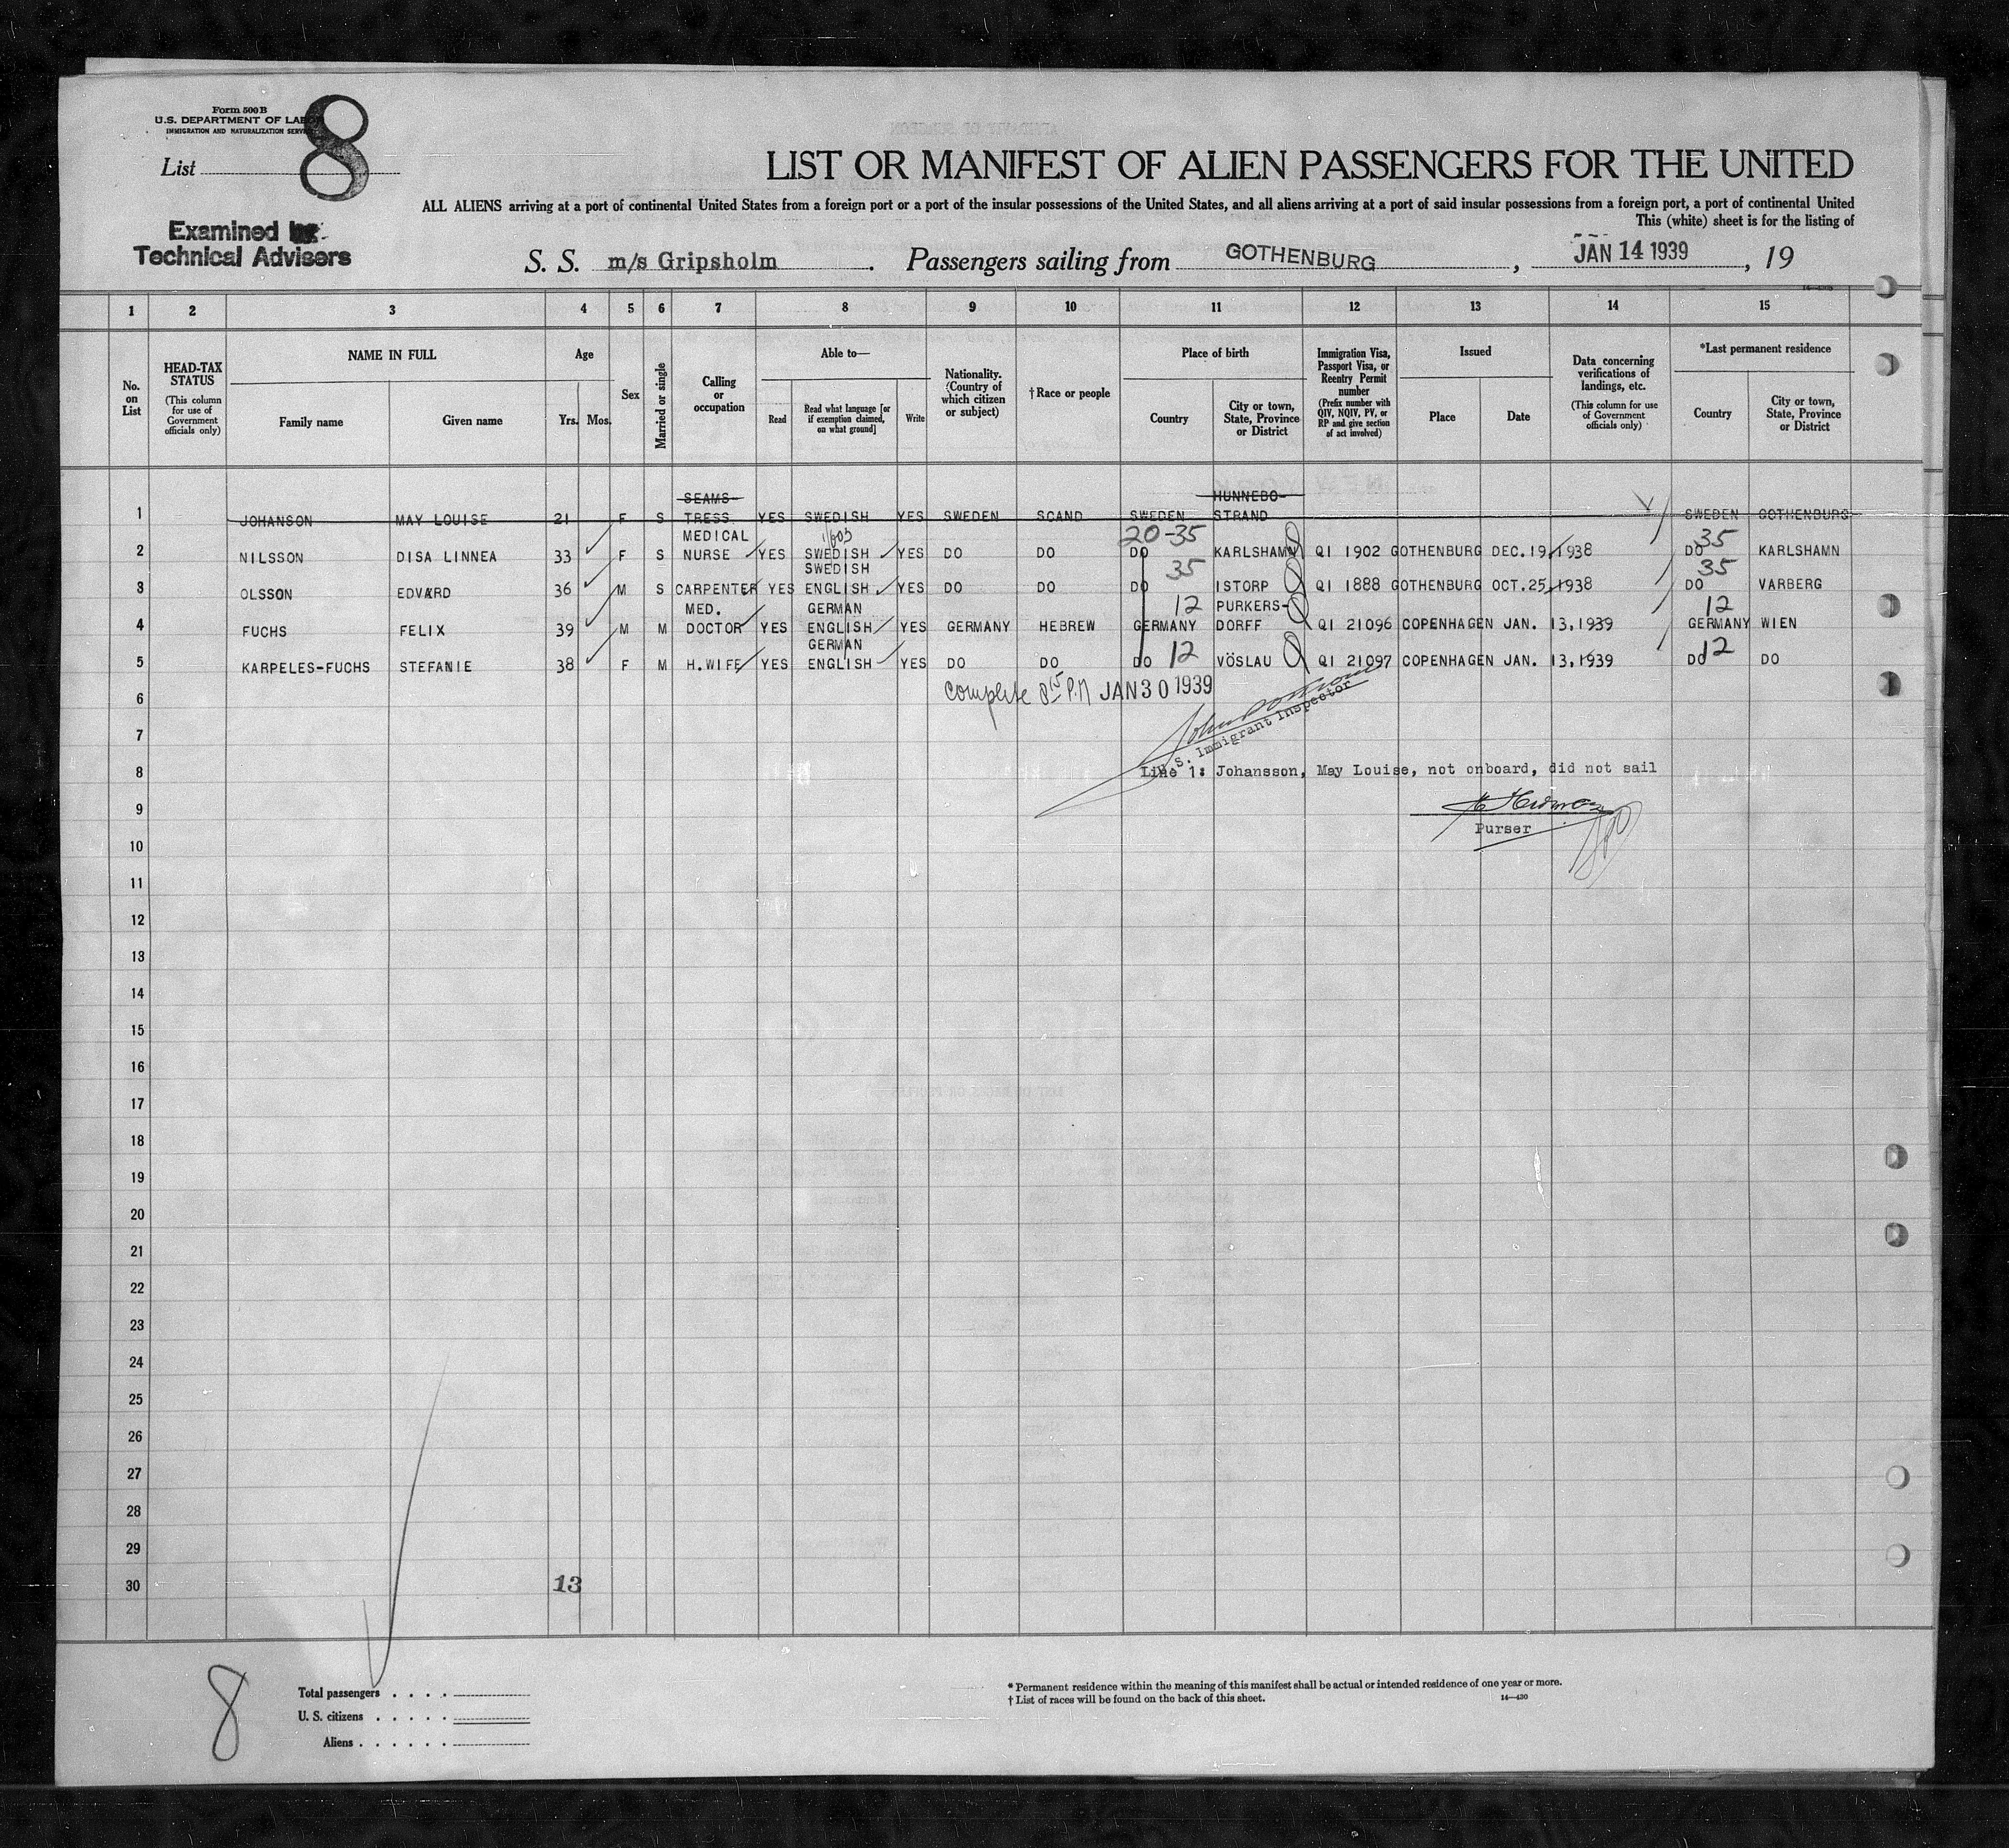 Form 500 B
U.S. DEPARTMENT OF LABOR
IMMIGRATION AND NATURALIZATION SERVICE
8
List
LIST OR MANIFEST OF ALIEN PASSENGERS FOR THE UNITED
ALL ALIENS arriving at a port of continental United States from a foreign port or a port of the insular possessions of the United States, and all aliens arriving at a port of said insular possessions from a foreign port, a port of continental United
This (white) sheet is for the listing of
Examined by
Technical Advisers
S. S. m/s Gripsholm. Passengers sailing from GOTHENBURG, JAN 14 1939, 19
1 2 3 4 5 6 7 8 9 10 11 12 13 14 15
No. on List
HEAD-TAX STATUS (This column for use of Government officials only)
NAME IN FULL
Family name Given name
Age
Yrs. Mos.
Sex
Married or single
Calling or occupation
Able to—
Read Read what language [or if exemption claimed, on what ground] Write
Nationality. (Country of which citizen or subject)
†Race or people
Place of birth
Country City or town, State, Province or District
Immigration Visa, Passport Visa, or Reentry Permit number (Prefix number with QIV, NQIV, PV, or RP and give section of act involved)
Issued
Place Date
Data concerning verifications of landings, etc. (This column for use of Government officials only)
*Last permanent residence
Country City or town, State, Province or District
SEAMS- HUNNEBO-
1 JOHANSON MAY LOUISE 21 F S TRESS YES SWEDISH YES SWEDEN SCAND SWEDEN STRAND SWEDEN GOTHENBURG
MEDICAL 20-35 35
2 NILSSON DISA LINNEA 33 F S NURSE YES SWEDISH YES DO DO DO KARLSHAMN QI 1902 GOTHENBURG DEC.19,1938 DO KARLSHAMN
SWEDISH 35 35
3 OLSSON EDVARD 36 M S CARPENTER YES ENGLISH YES DO DO DO ISTORP QI 1888 GOTHENBURG OCT.25,1938 DO VARBERG
MED. GERMAN 12 PURKERS- 12
4 FUCHS FELIX 39 M M DOCTOR YES ENGLISH YES GERMANY HEBREW GERMANY DORFF QI 21096 COPENHAGEN JAN. 13,1939 GERMANY WIEN
GERMAN
5 KARPELES-FUCHS STEFANIE 38 F M H.WIFE YES ENGLISH YES DO DO DO 12 VÖSLAU QI 21097 COPENHAGEN JAN. 13,1939 DO 12 DO
6 complete 8 15 P.M JAN 30 1939
U. S. Immigrant Inspector
7
8 Line 1: Johansson, May Louise, not onboard, did not sail
9
Purser
10
11
12
13
14
15
16
17
18
19
20
21
22
23
24
25
26
27
28
29
30 13
8
Total passengers
U. S. citizens
Aliens
* Permanent residence within the meaning of this manifest shall be actual or intended residence of one year or more.
† List of races will be found on the back of this sheet.
14—430